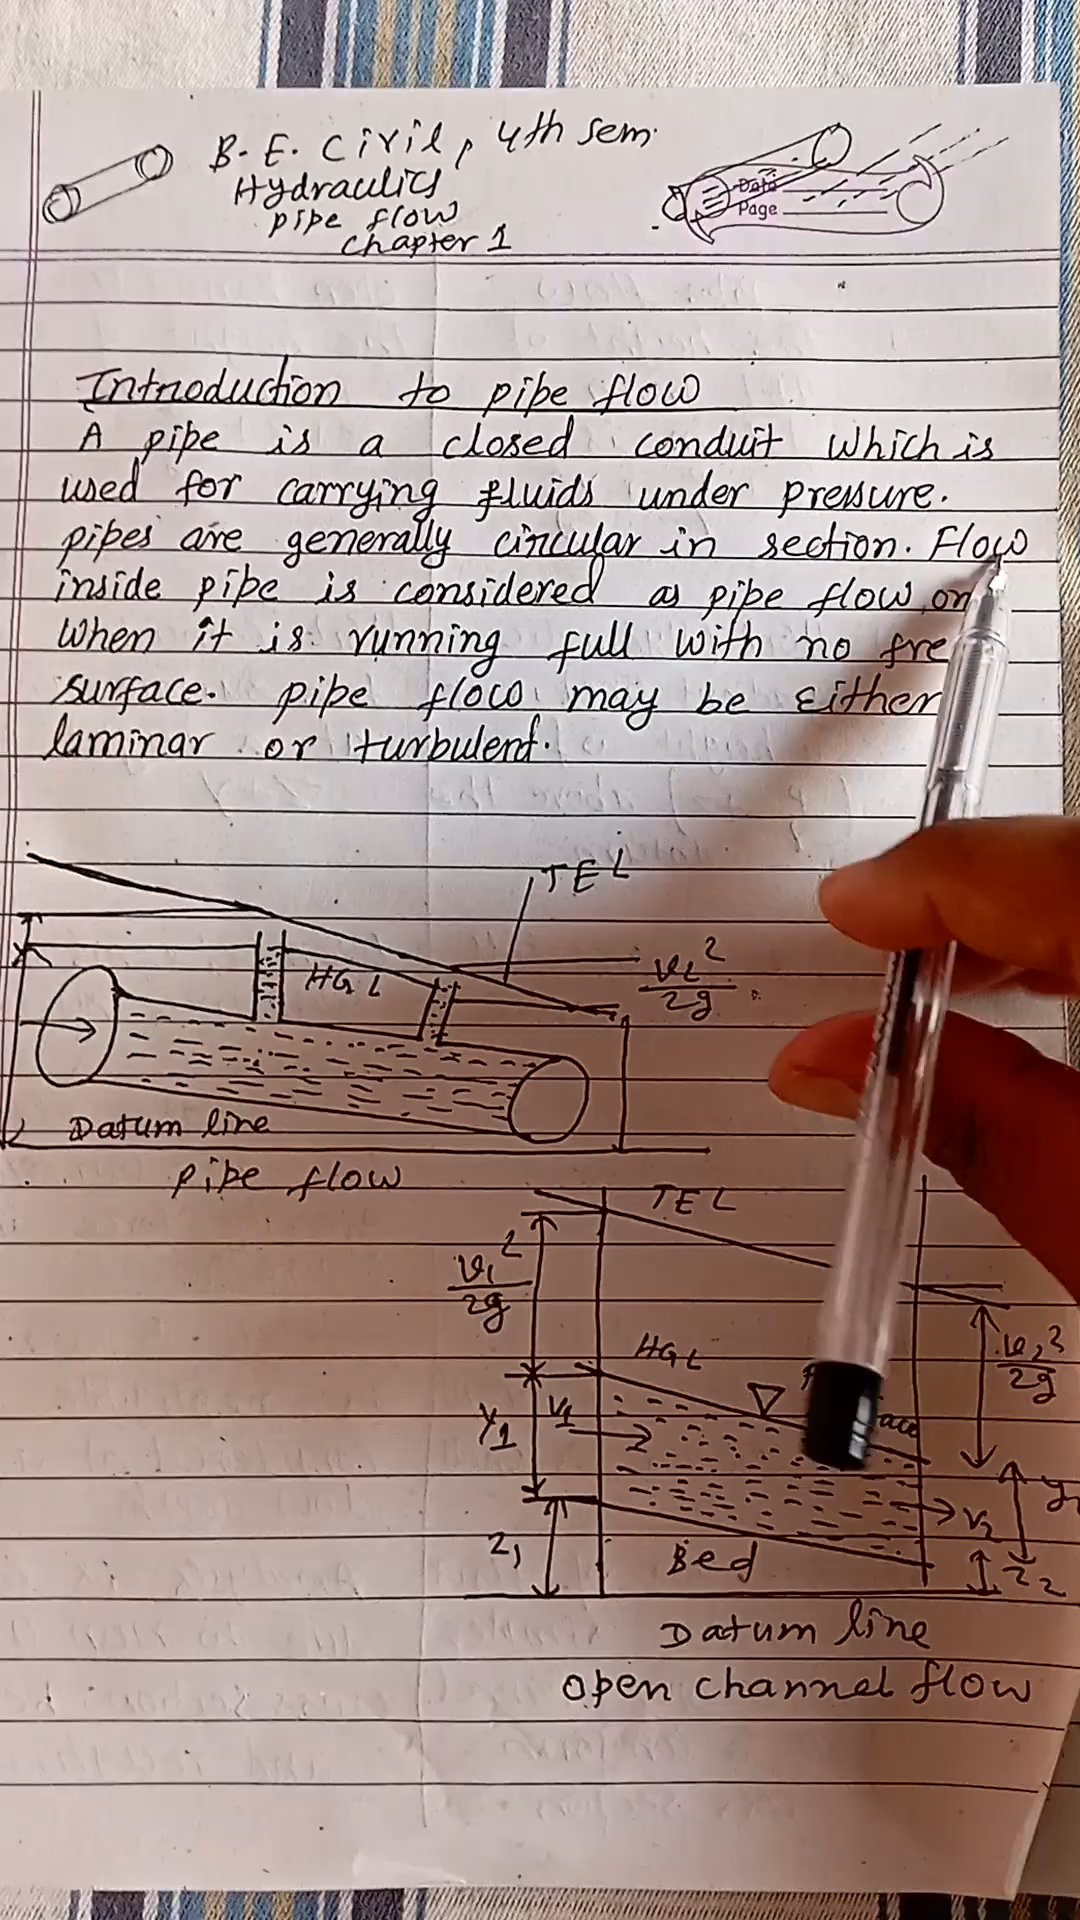 B.E. Civil, 4th sem.
Hydraulics
pipe flow
chapter 1
Data
Page
Introduction to pipe flow
A pipe is a closed conduit which is
used for carrying fluids under pressure.
pipes are generally circular in section. Flow
inside pipe is considered as pipe flow, on
when it is running full with no fre
surface. pipe flow may be either
laminar or turbulent.
TEL
HGL
V₂²/2g
Datum line
pipe flow
TEL
V₁²/2g
HGL
Y₁ V₁
ace
V₂
Z₁
Bed
Z₂
Datum line
open channel flow